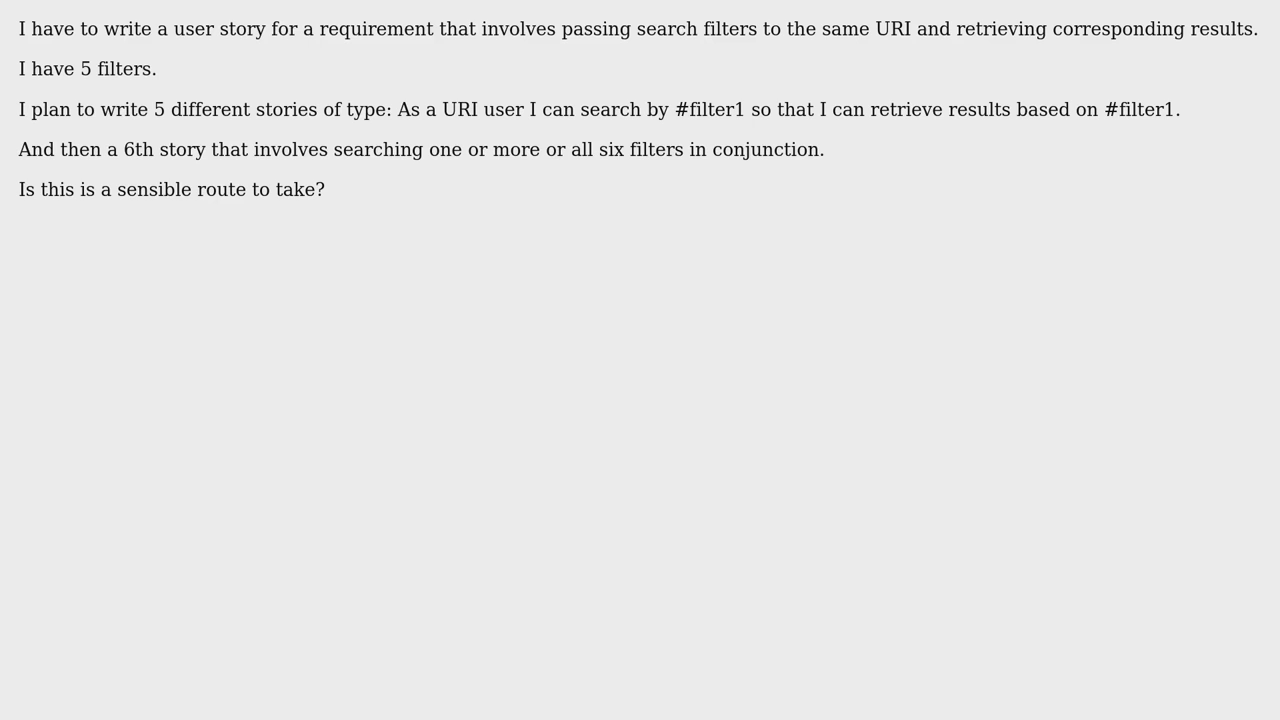 I have to write a user story for a requirement that involves passing search filters to the same URI and retrieving corresponding results.
I have 5 filters.
I plan to write 5 different stories of type: As a URI user I can search by #filter1 so that I can retrieve results based on #filter1.
And then a 6th story that involves searching one or more or all six filters in conjunction.
Is this is a sensible route to take?